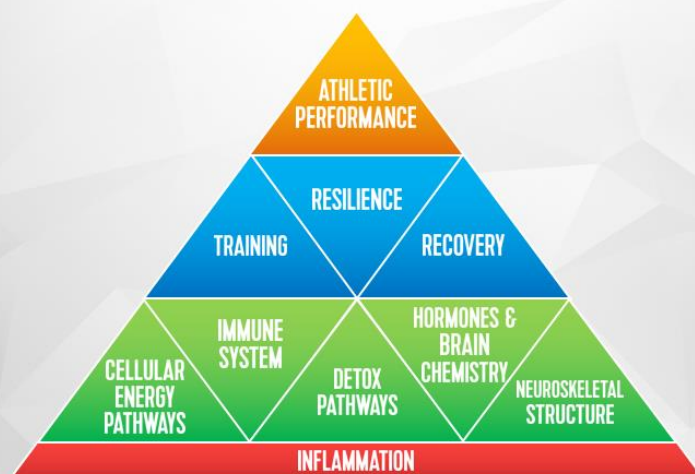 ATHLETIC
PERFORMANCE
TRAINING
RESILIENCE
RECOVERY
CELLULAR
ENERGY
PATHWAYS
IMMUNE
SYSTEM
DETOX
PATHWAYS
HORMONES &
BRAIN
CHEMISTRY
NEUROSKELETAL
STRUCTURE
INFLAMMATION